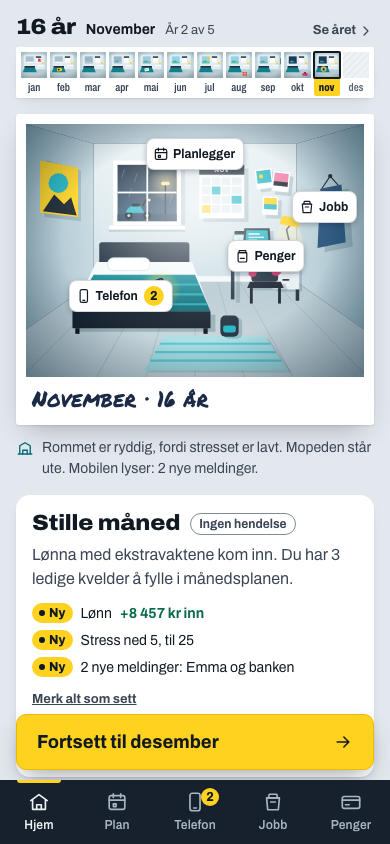 16 år November År 2 av 5 Se året
jan feb mar apr mai jun jul aug sep okt nov des
Planlegger
Jobb
Penger
Telefon 2
November · 16 år
Rommet er ryddig, fordi stresset er lavt. Mopeden står
ute. Mobilen lyser: 2 nye meldinger.
Stille måned Ingen hendelse
Lønna med ekstravaktene kom inn. Du har 3
ledige kvelder å fylle i månedsplanen.
Ny Lønn +8 457 kr inn
Ny Stress ned 5, til 25
Ny 2 nye meldinger: Emma og banken
Merk alt som sett
Fortsett til desember
2
Hjem Plan Telefon Jobb Penger